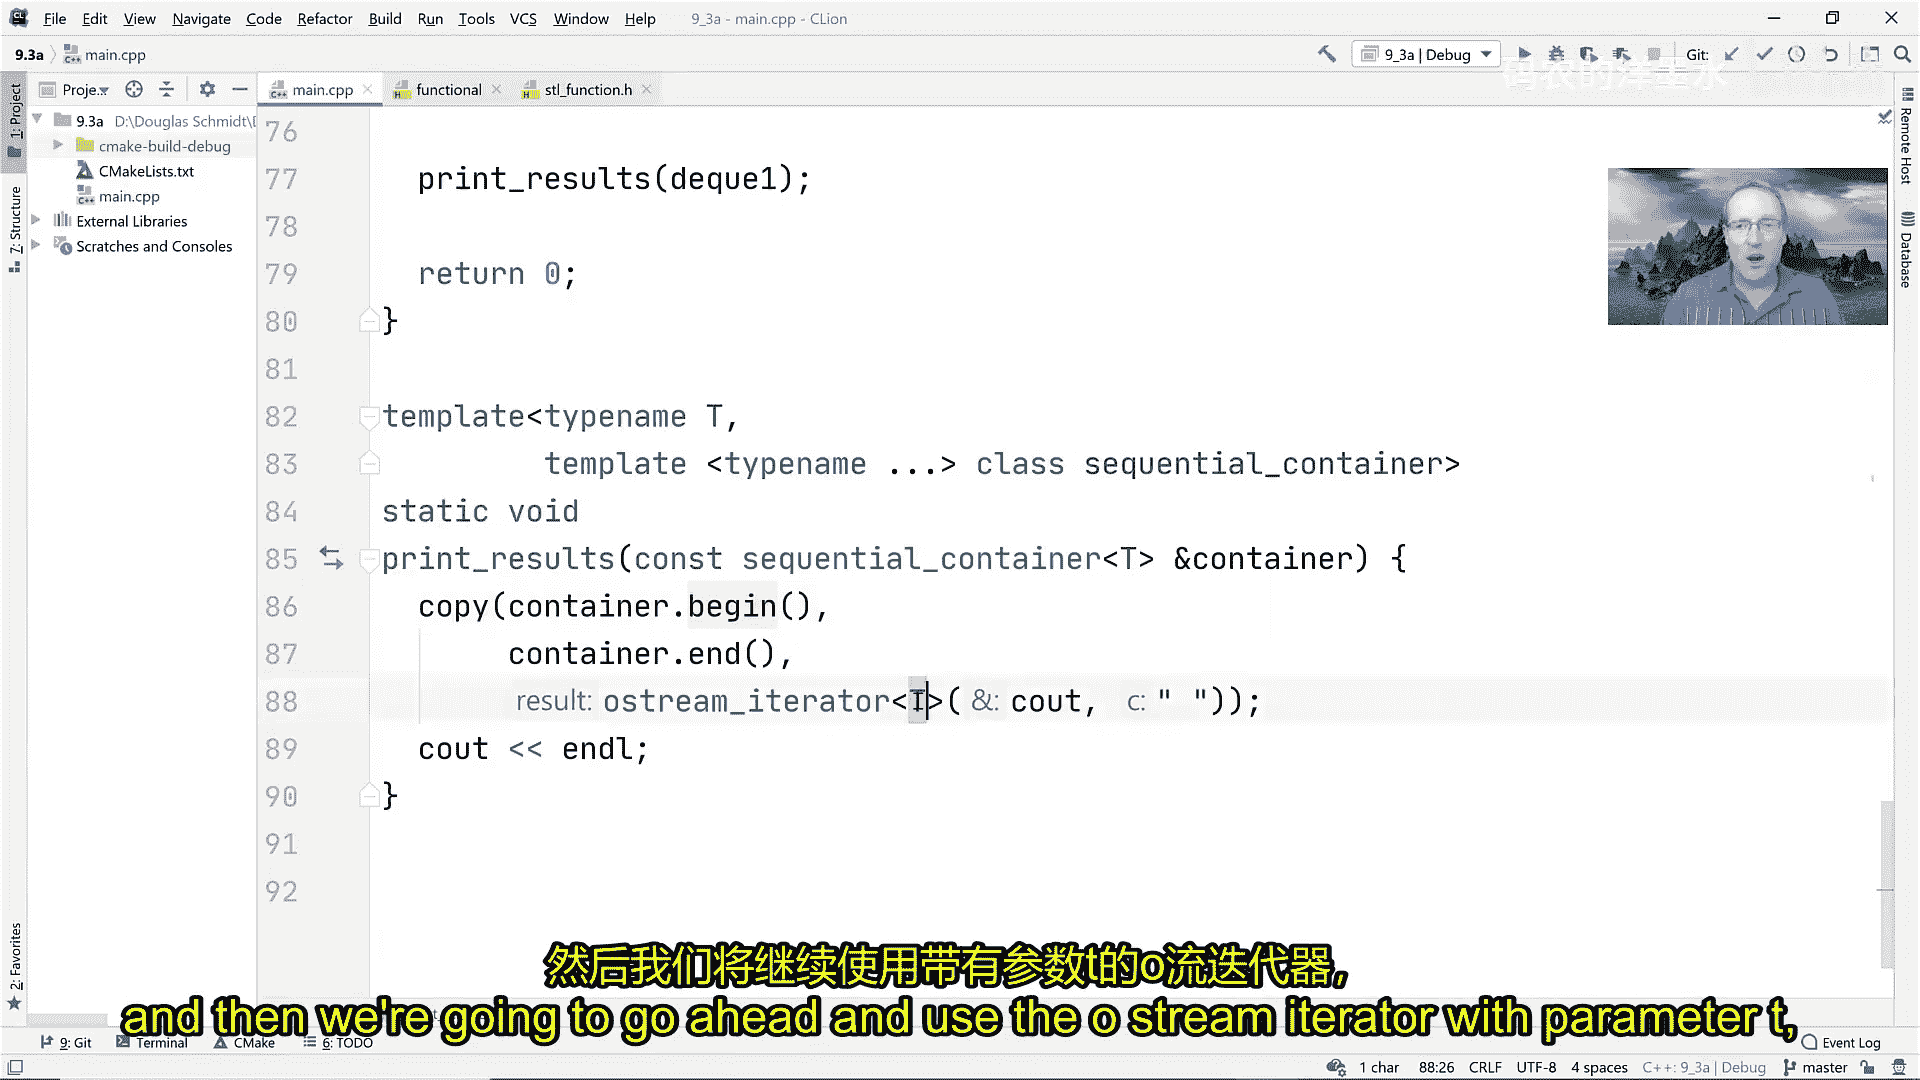 File Edit View Navigate Code Refactor Build Run Tools VCS Window Help 9_3a - main.cpp - CLion
9.3a main.cpp 9_3a | Debug Git:
码农的洋墨水
Proje... main.cpp functional stl_function.h
1: Project
7: Structure
2: Favorites
Remote Host
Database
9.3a D:\Douglas Schmidt\
cmake-build-debug
CMakeLists.txt
main.cpp
External Libraries
Scratches and Consoles
76
77 print_results(deque1);
78
79 return 0;
80 }
81
82 template<typename T,
83 template <typename ...> class sequential_container>
84 static void
85 print_results(const sequential_container<T> &container) {
86 copy(container.begin(),
87 container.end(),
88 result: ostream_iterator<T>( &: cout, c: " "));
89 cout << endl;
90 }
91
92
然后我们将继续使用带有参数t的o流迭代器,
and then we're going to go ahead and use the o stream iterator with parameter t,
9: Git Terminal CMake 6: TODO Event Log
1 char 88:26 CRLF UTF-8 4 spaces C++: 9_3a | Debug master